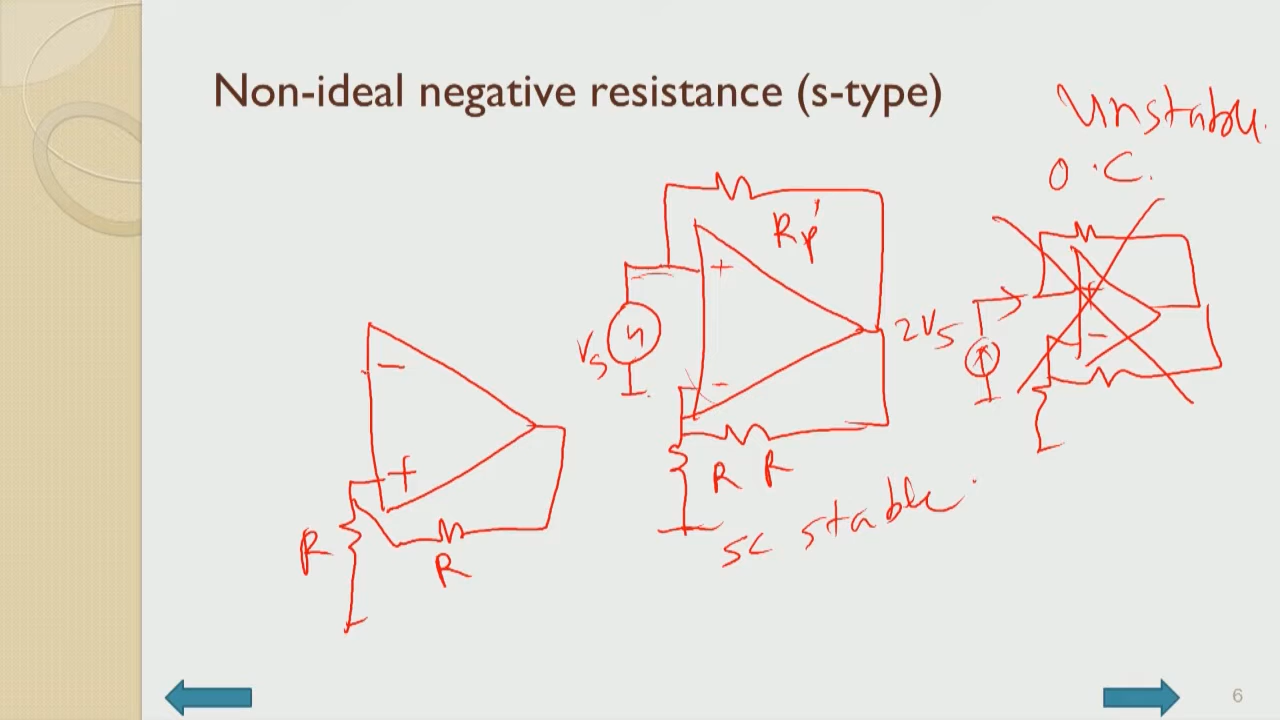 Non-ideal negative resistance (s-type)
Unstable.
O.C.
Rp'
+
-
Vs
2Vs
R R
sc stable.
-
+
R
R
+
-
6